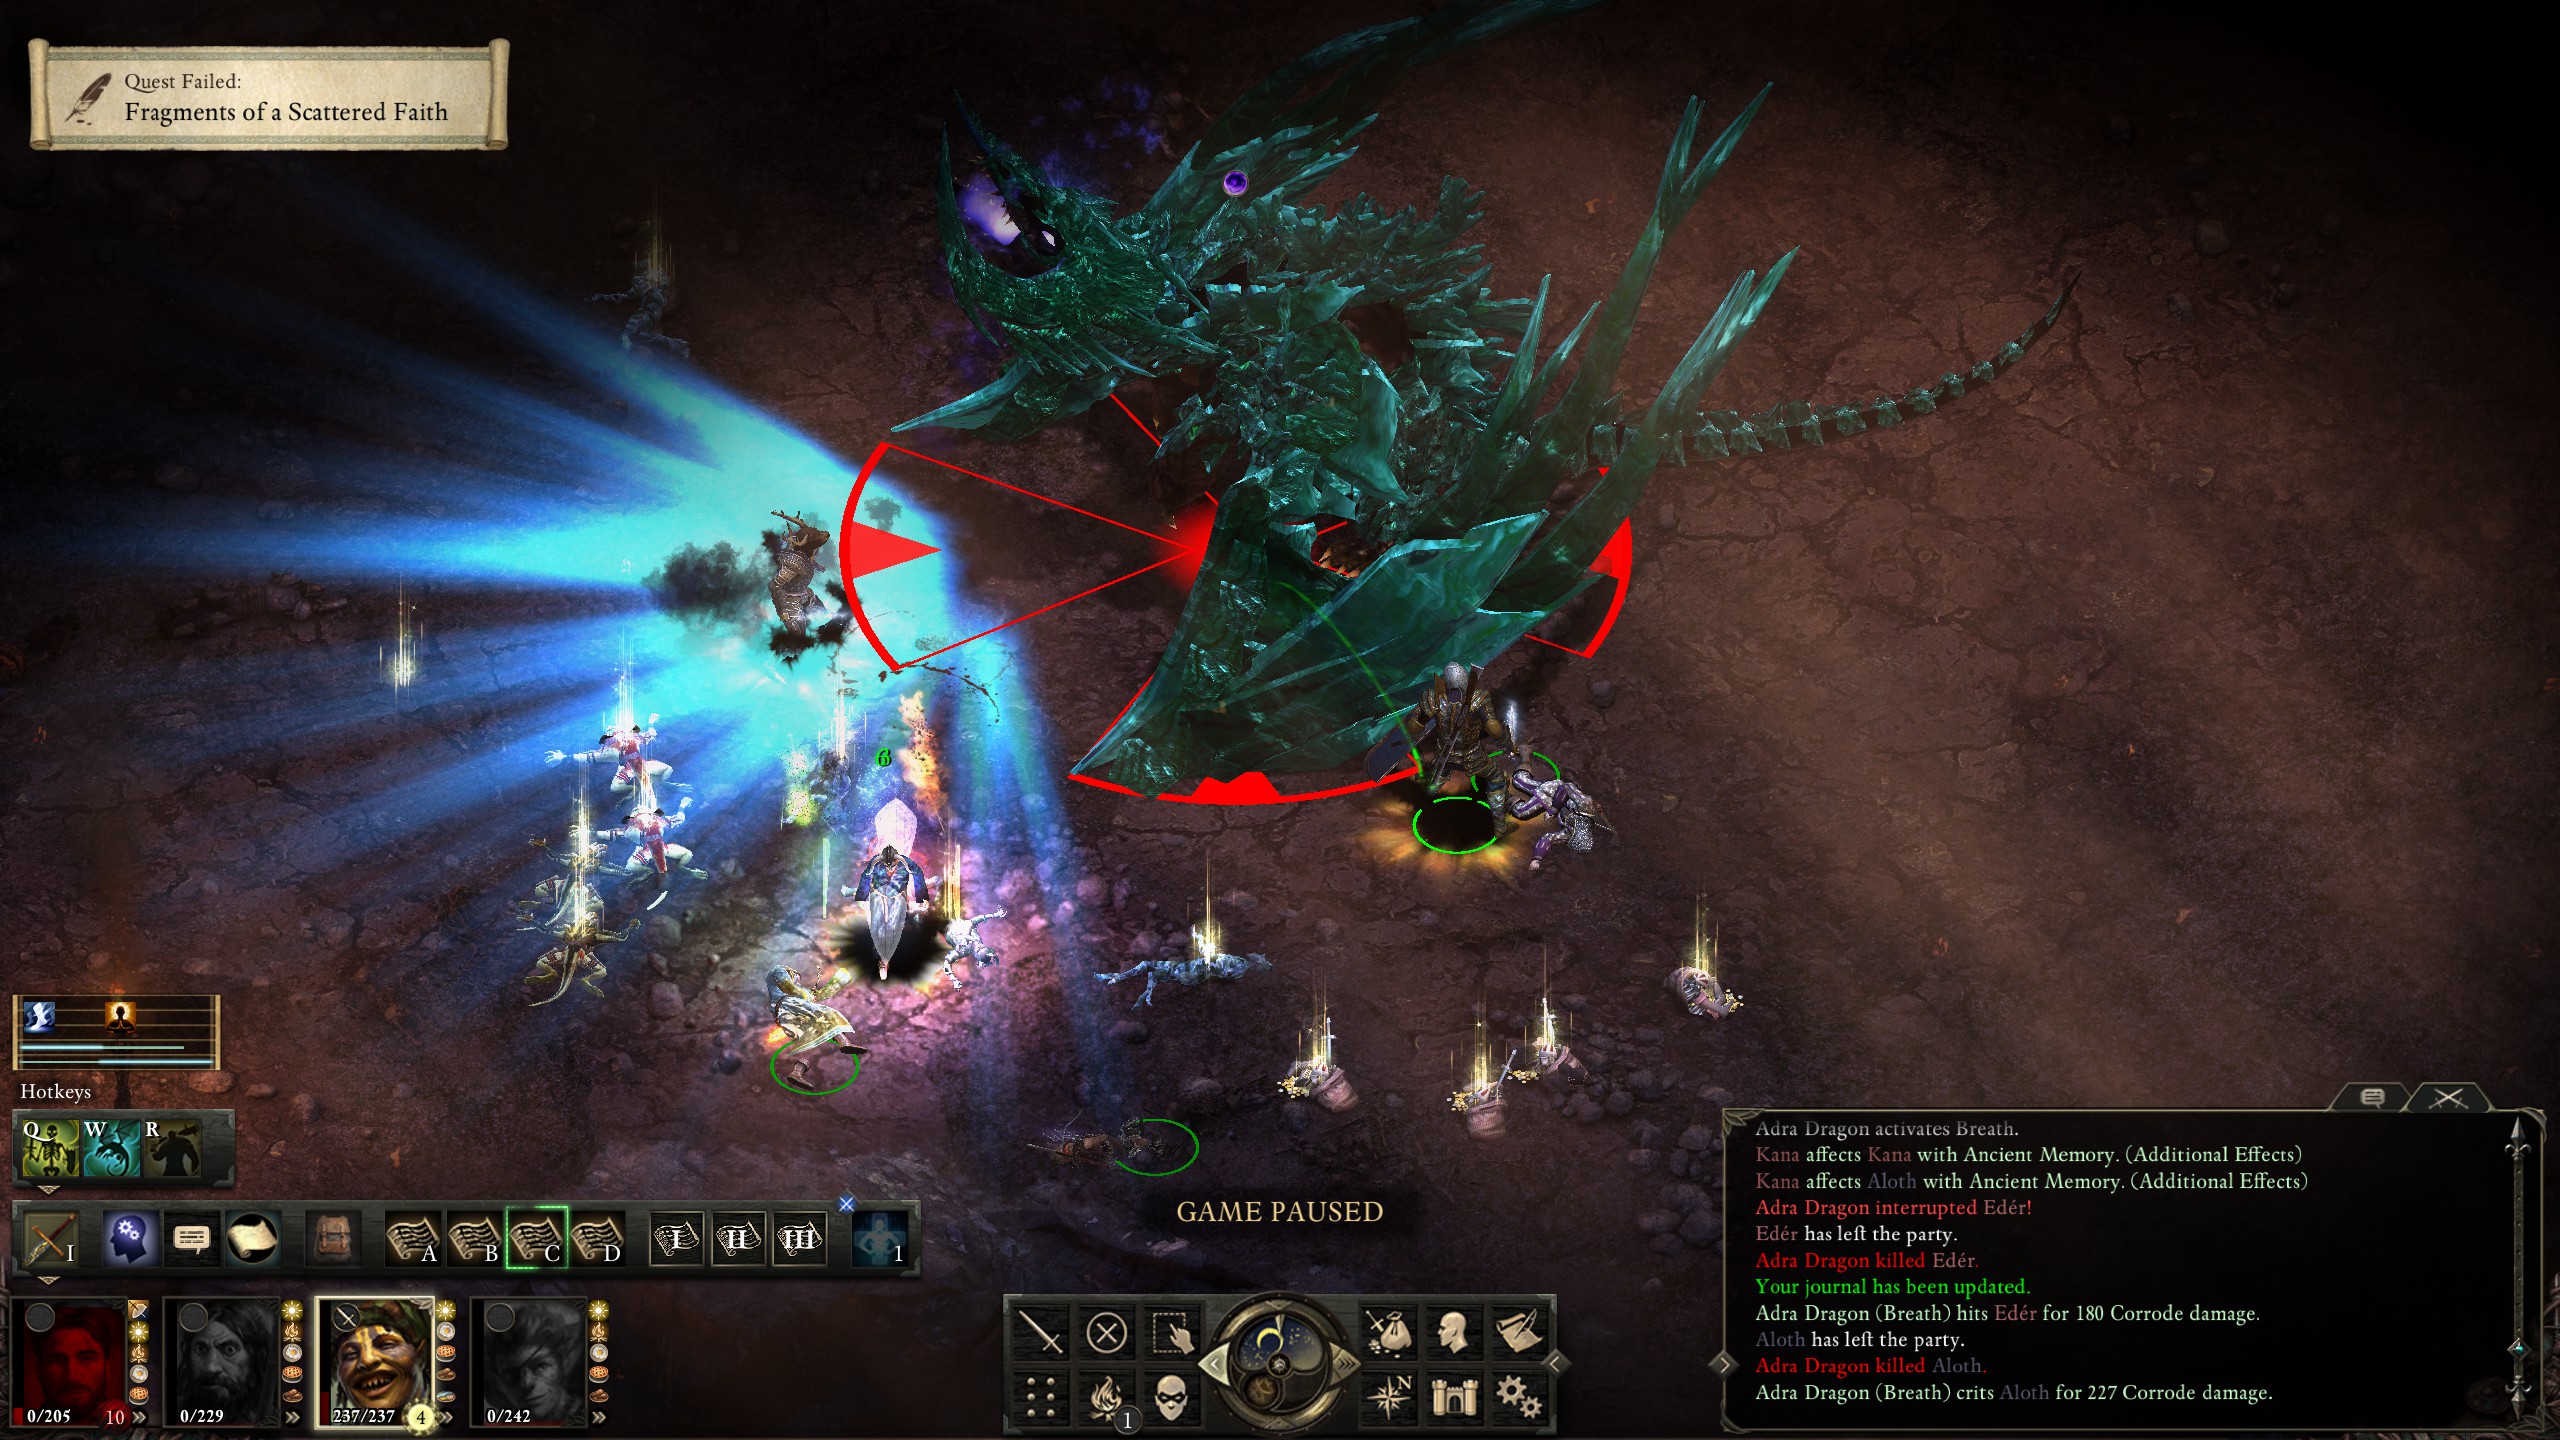 Quest Failed:
Fragments of a Scattered Faith
6
Hotkeys
Q W R
I A B C D I II III 1
0/205 10 0/229 237/237 4 0/242
GAME PAUSED
1
N
Adra Dragon activates Breath.
Kana affects Kana with Ancient Memory. (Additional Effects)
Kana affects Aloth with Ancient Memory. (Additional Effects)
Adra Dragon interrupted Edér!
Edér has left the party.
Adra Dragon killed Edér.
Your journal has been updated.
Adra Dragon (Breath) hits Edér for 180 Corrode damage.
Aloth has left the party.
Adra Dragon killed Aloth.
Adra Dragon (Breath) crits Aloth for 227 Corrode damage.